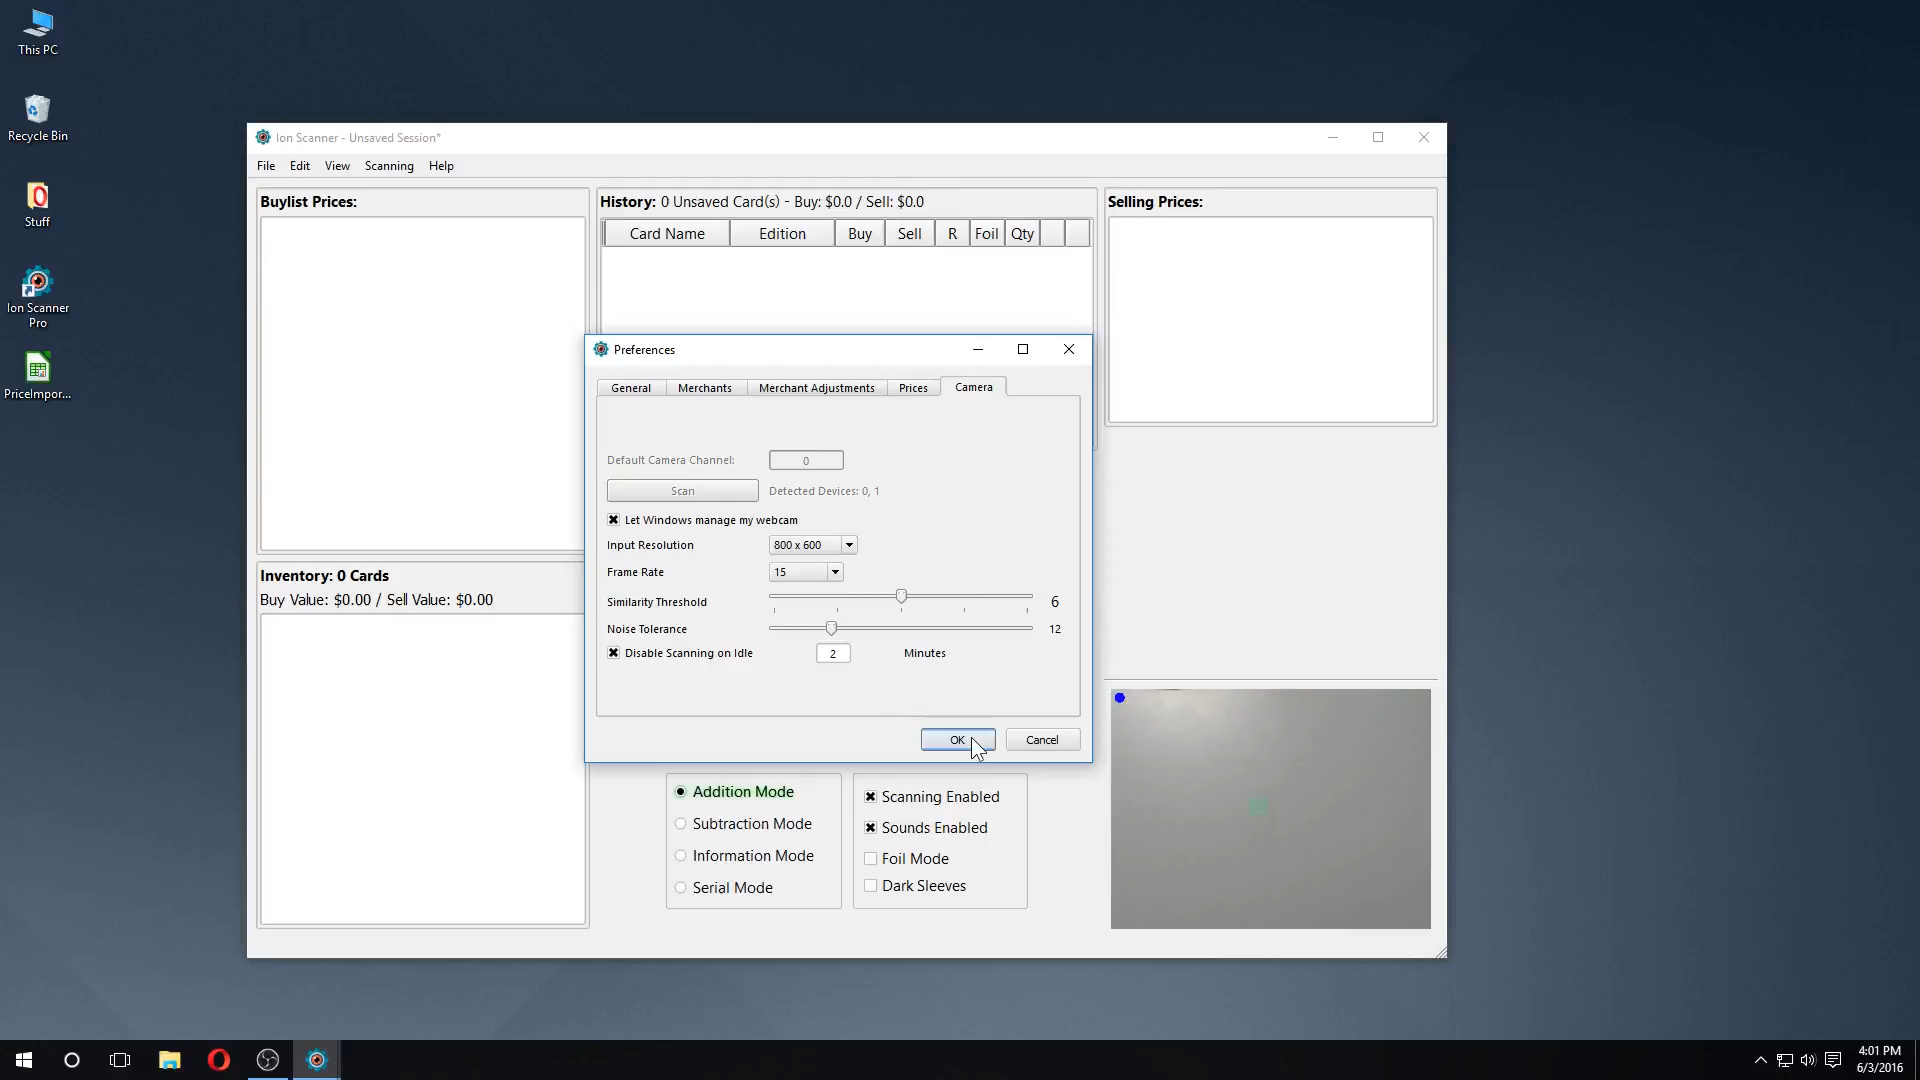 This PC
Recycle Bin
Stuff
Ion Scanner
Pro
PriceImpor...
Ion Scanner - Unsaved Session*
File Edit View Scanning Help
Buylist Prices:
History: 0 Unsaved Card(s) - Buy: $0.0 / Sell: $0.0
Card Name Edition Buy Sell R Foil Qty
Selling Prices:
Inventory: 0 Cards
Buy Value: $0.00 / Sell Value: $0.00
Preferences
General Merchants Merchant Adjustments Prices Camera
Default Camera Channel: 0
Scan Detected Devices: 0, 1
Let Windows manage my webcam
Input Resolution 800 x 600
Frame Rate 15
Similarity Threshold 6
Noise Tolerance 12
Disable Scanning on Idle 2 Minutes
OK Cancel
Addition Mode
Subtraction Mode
Information Mode
Serial Mode
Scanning Enabled
Sounds Enabled
Foil Mode
Dark Sleeves
4:01 PM
6/3/2016